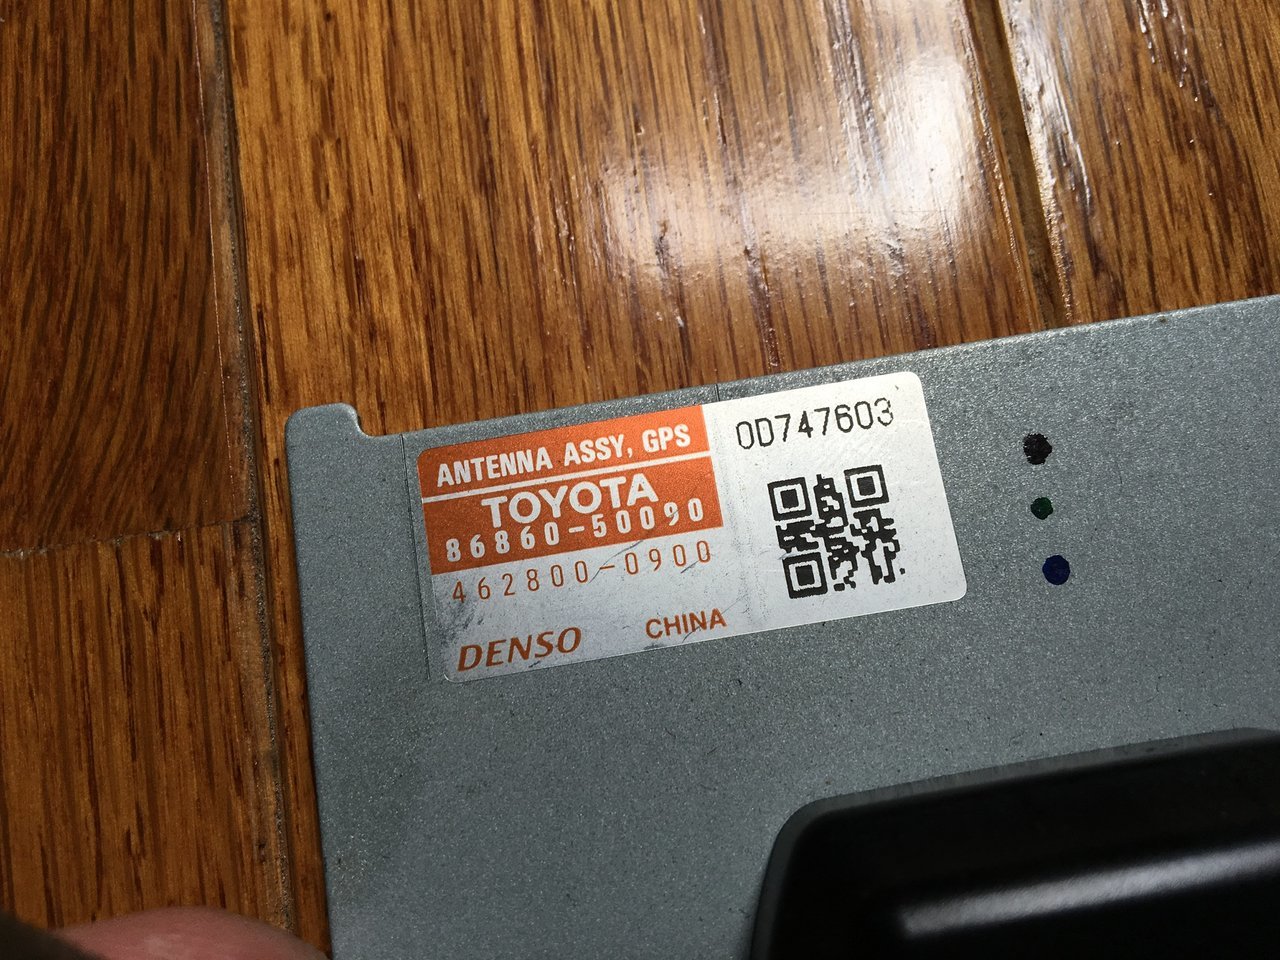 ANTENNA ASSY, GPS
TOYOTA
86860-50090
462800-0900
DENSO CHINA
0D747603